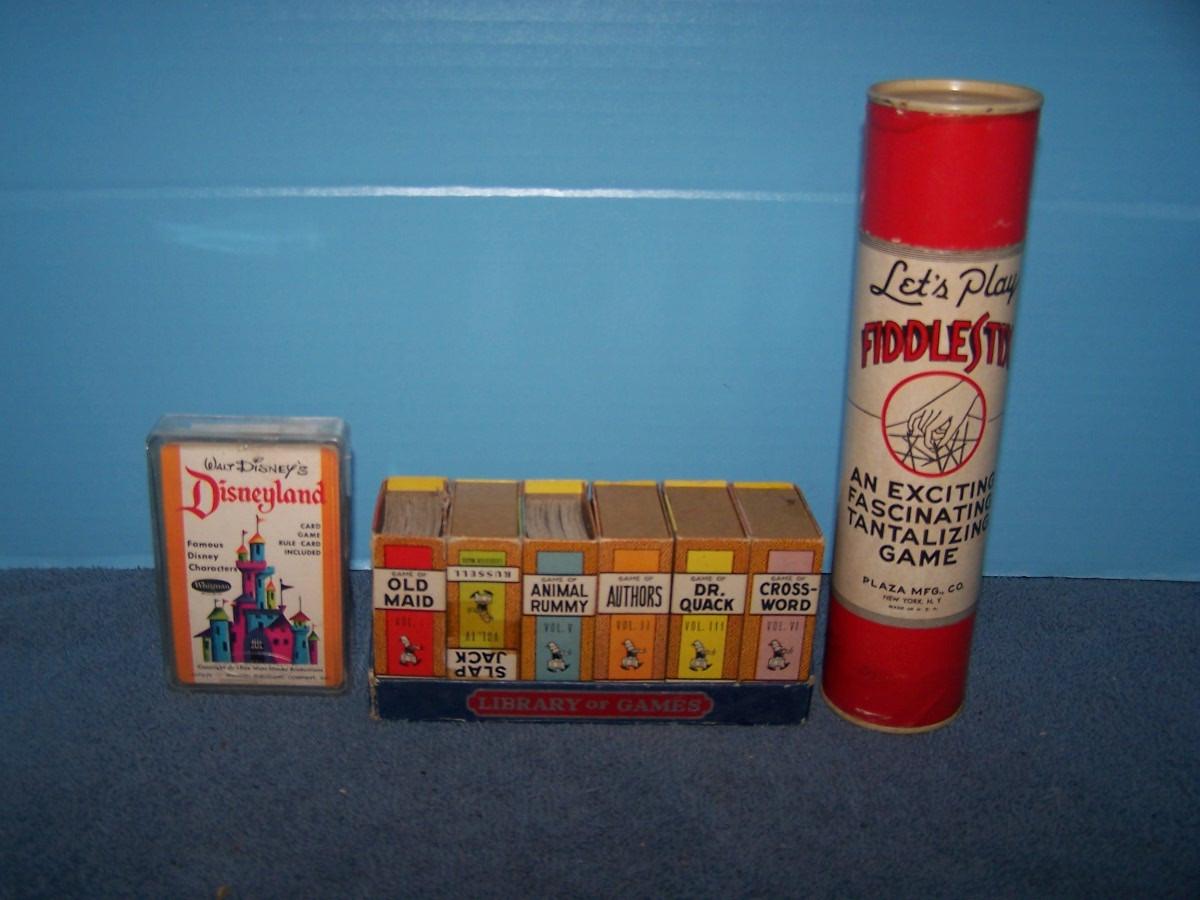 WALT DISNEY'S
Disneyland
CARD
GAME
RULE CARD
INCLUDED
Famous
Disney
Characters
Whitman
LIBRARY OF GAMES
GAME OF
OLD
MAID
VOL. I
RUSSELL
VOL. IV
SLAP
JACK
GAME OF
ANIMAL
RUMMY
VOL. V
GAME OF
AUTHORS
VOL. II
GAME OF
DR.
QUACK
VOL. III
GAME OF
CROSS-
WORD
VOL. VI
Let's Play
FIDDLESTIX
AN EXCITING
FASCINATING
TANTALIZING
GAME
PLAZA MFG., CO.
NEW YORK, N. Y.
MADE IN U. S. A.